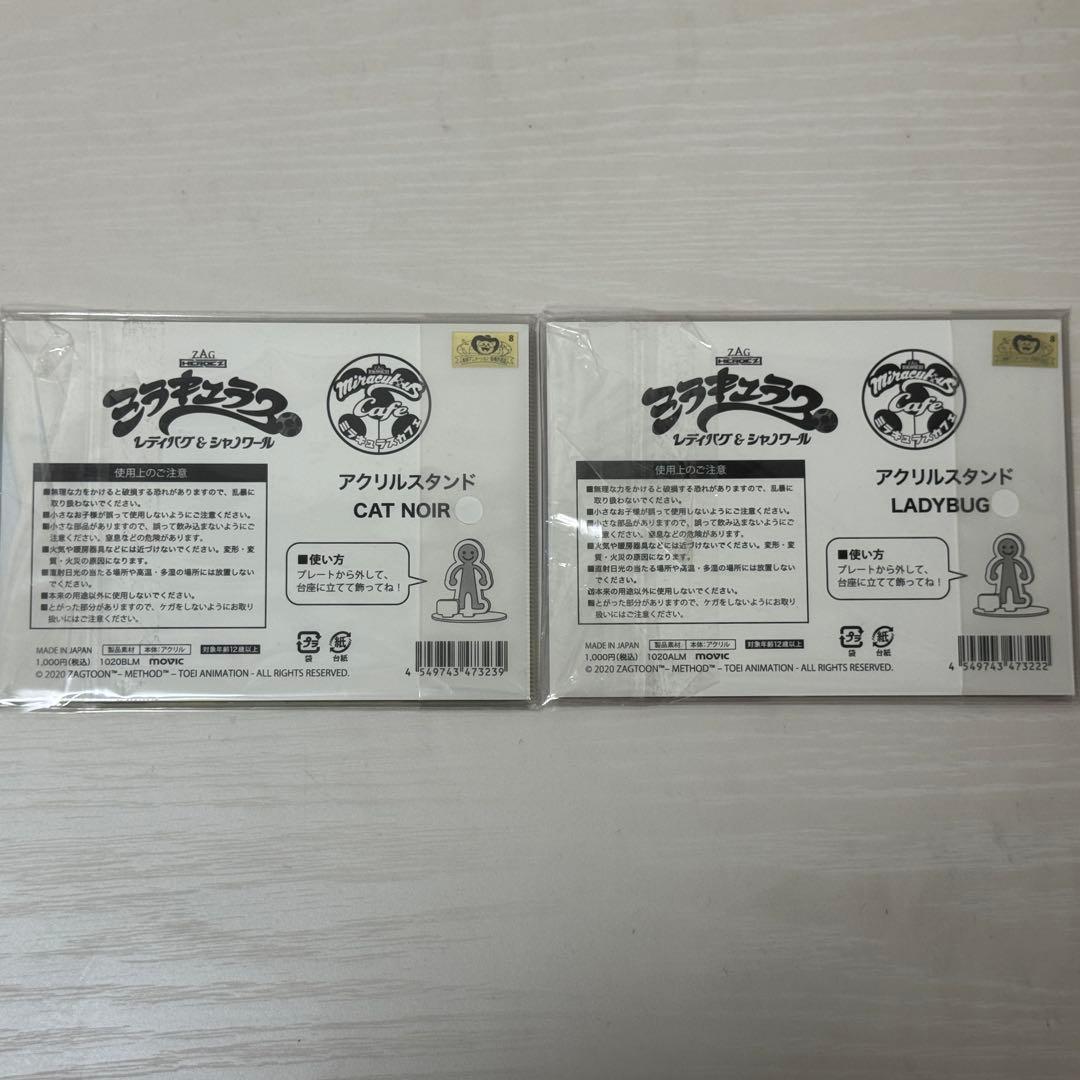 ZAG
HEROEZ
ミラキュラス
レディバグ & シャノワール
Miraculous
Cafe
ミラキュラスカフェ
8
使用上のご注意
■無理な力をかけると破損する恐れがありますので、乱暴に
取り扱わないでください。
■小さなお子様が誤って使用しないようにご注意ください。
■小さな部品がありますので、誤って飲み込まないようにご
注意ください。窒息などの危険があります。
■火気や暖房器具などには近づけないでください。変形・変
質・火災の原因になります。
■直射日光の当たる場所や高温・多湿の場所には放置しない
でください。
■本来の用途以外に使用しないでください。
■とがった部分がありますので、ケガをしないようにお取り
扱いにはご注意ください。
アクリルスタンド
CAT NOIR
■使い方
プレートから外して、
台座に立てて飾ってね！
プラ
袋
紙
台紙
MADE IN JAPAN 製品素材 本体:アクリル 対象年齢12歳以上
1,000円(税込) 1020BLM movic
© 2020 ZAGTOON™– METHOD™ – TOEI ANIMATION - ALL RIGHTS RESERVED.
4 549743 473239
ZAG
HEROEZ
ミラキュラス
レディバグ & シャノワール
Miraculous
Cafe
ミラキュラスカフェ
8
使用上のご注意
■無理な力をかけると破損する恐れがありますので、乱暴に
取り扱わないでください。
■小さなお子様が誤って使用しないようにご注意ください。
■小さな部品がありますので、誤って飲み込まないようにご
注意ください。窒息などの危険があります。
■火気や暖房器具などには近づけないでください。変形・変
質・火災の原因になります。
■直射日光の当たる場所や高温・多湿の場所には放置しない
でください。
■本来の用途以外に使用しないでください。
■とがった部分がありますので、ケガをしないようにお取り
扱いにはご注意ください。
アクリルスタンド
LADYBUG
■使い方
プレートから外して、
台座に立てて飾ってね！
プラ
袋
紙
台紙
MADE IN JAPAN 製品素材 本体:アクリル 対象年齢12歳以上
1,000円(税込) 1020ALM movic
© 2020 ZAGTOON™– METHOD™ – TOEI ANIMATION - ALL RIGHTS RESERVED.
4 549743 473222